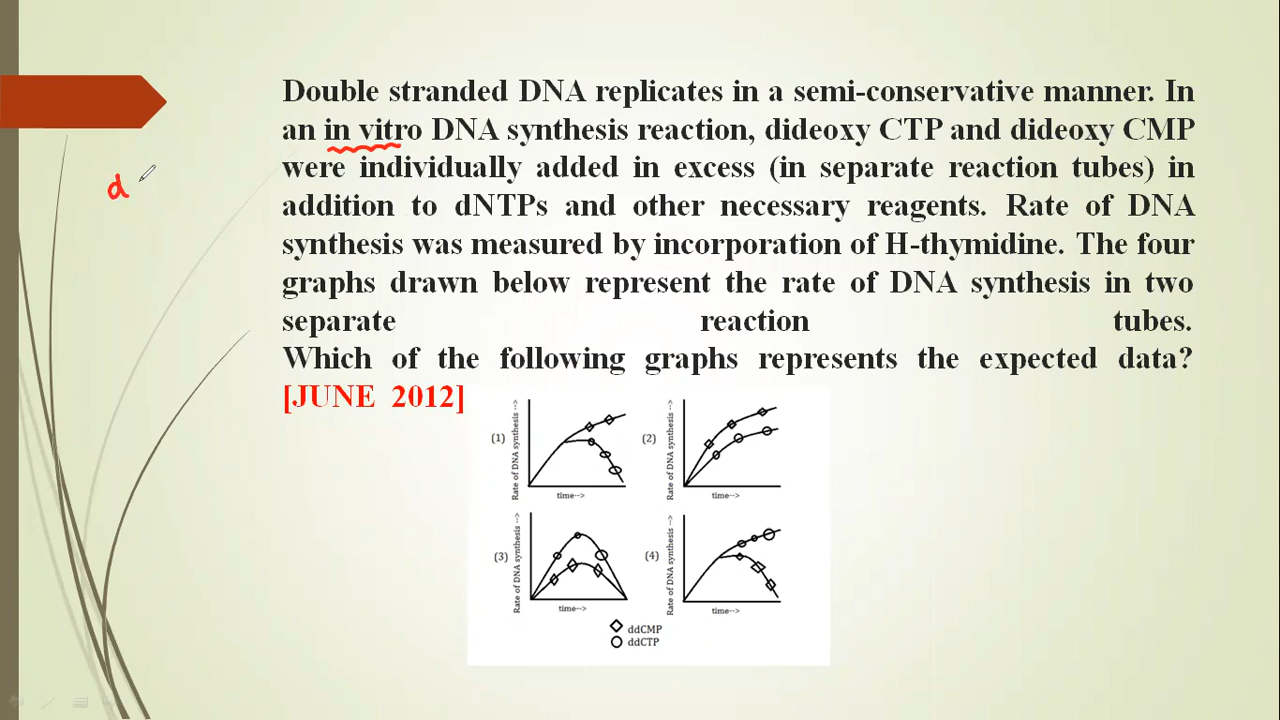 Double stranded DNA replicates in a semi-conservative manner. In
an in vitro DNA synthesis reaction, dideoxy CTP and dideoxy CMP
were individually added in excess (in separate reaction tubes) in
addition to dNTPs and other necessary reagents. Rate of DNA
synthesis was measured by incorporation of H-thymidine. The four
graphs drawn below represent the rate of DNA synthesis in two
separate reaction tubes.
Which of the following graphs represents the expected data?
[JUNE 2012]
d
(1)
Rate of DNA synthesis -->
time-->
(2)
Rate of DNA synthesis -->
time-->
(3)
Rate of DNA synthesis -->
time-->
(4)
Rate of DNA synthesis -->
time-->
ddCMP
ddCTP